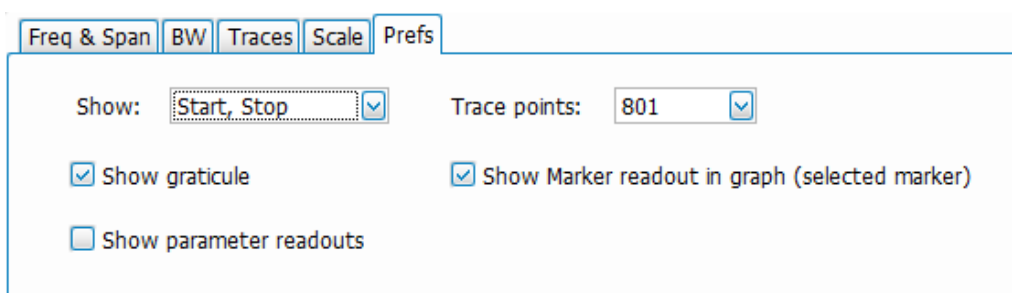 Freq & Span BW Traces Scale Prefs
Show: Start, Stop Trace points: 801
Show graticule Show Marker readout in graph (selected marker)
Show parameter readouts